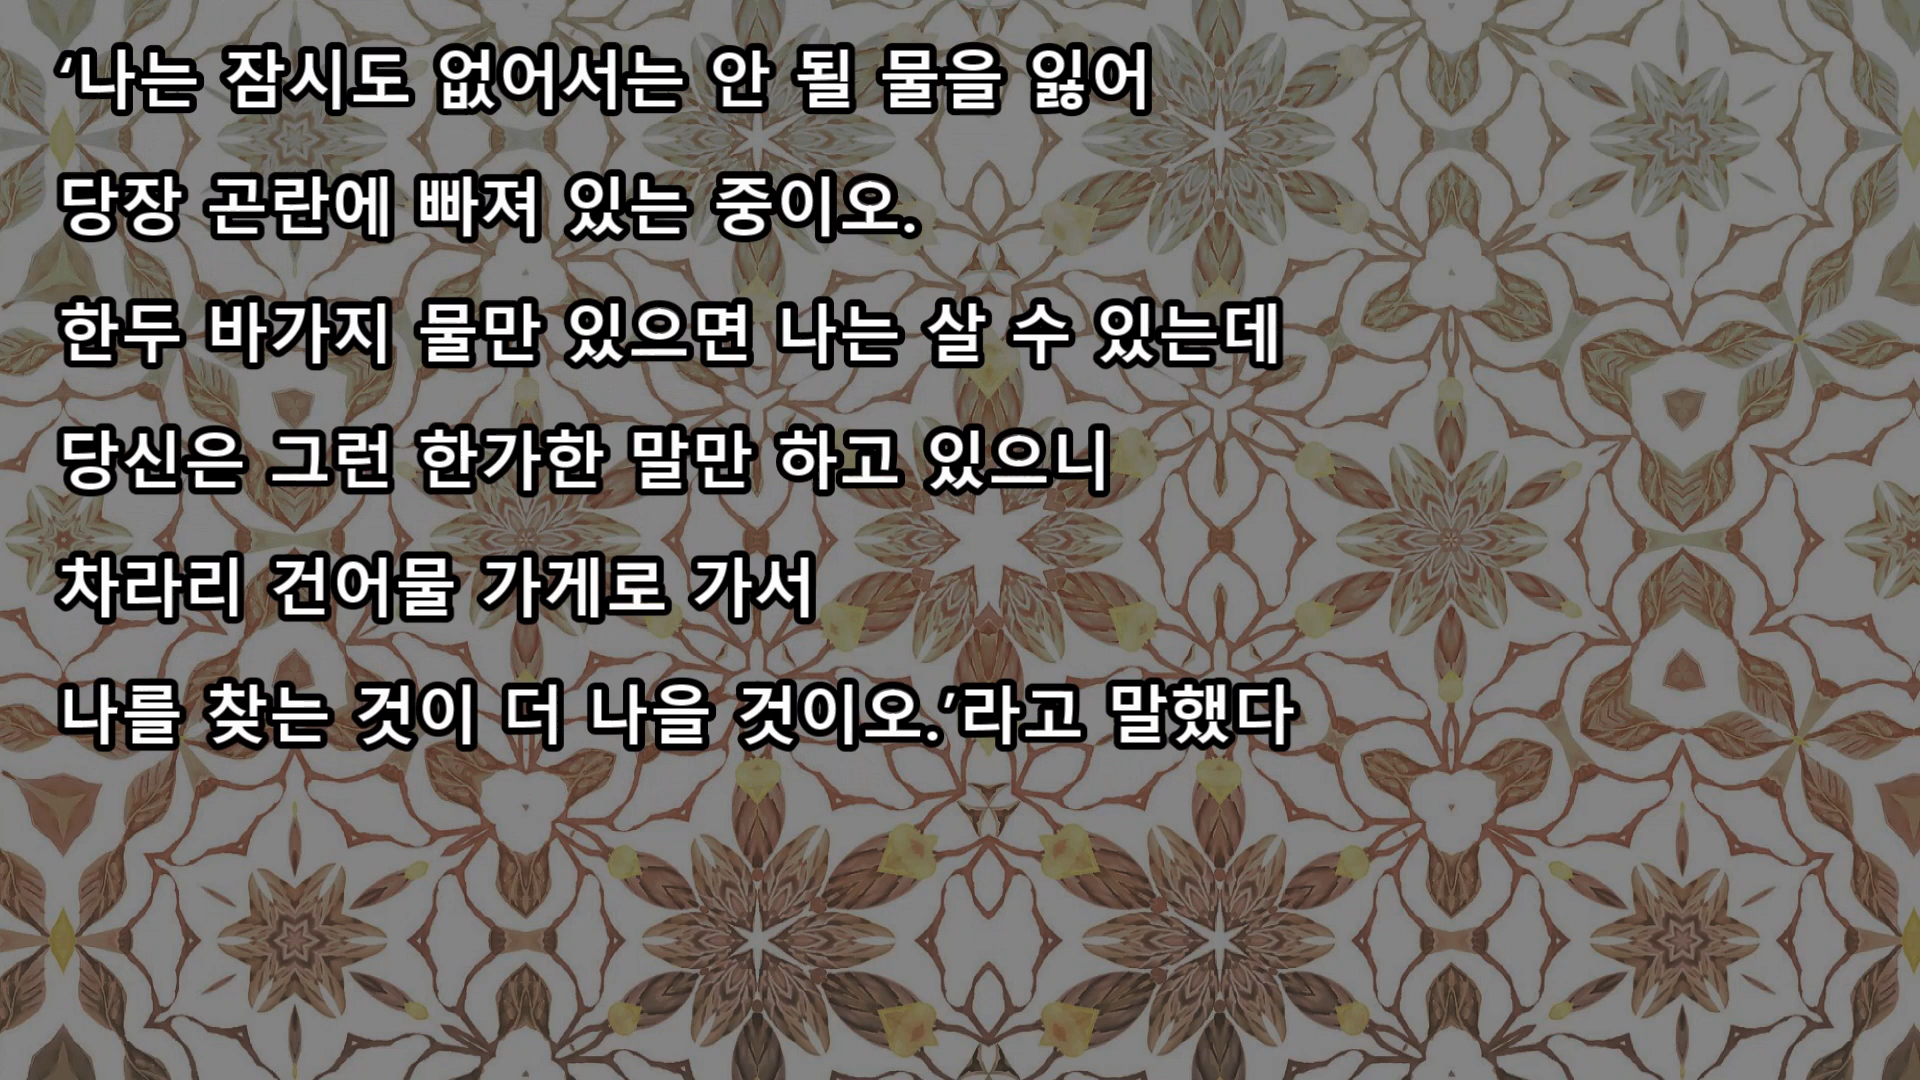 ‘나는 잠시도 없어서는 안 될 물을 잃어
당장 곤란에 빠져 있는 중이오.
한두 바가지 물만 있으면 나는 살 수 있는데
당신은 그런 한가한 말만 하고 있으니
차라리 건어물 가게로 가서
나를 찾는 것이 더 나을 것이오.’라고 말했다